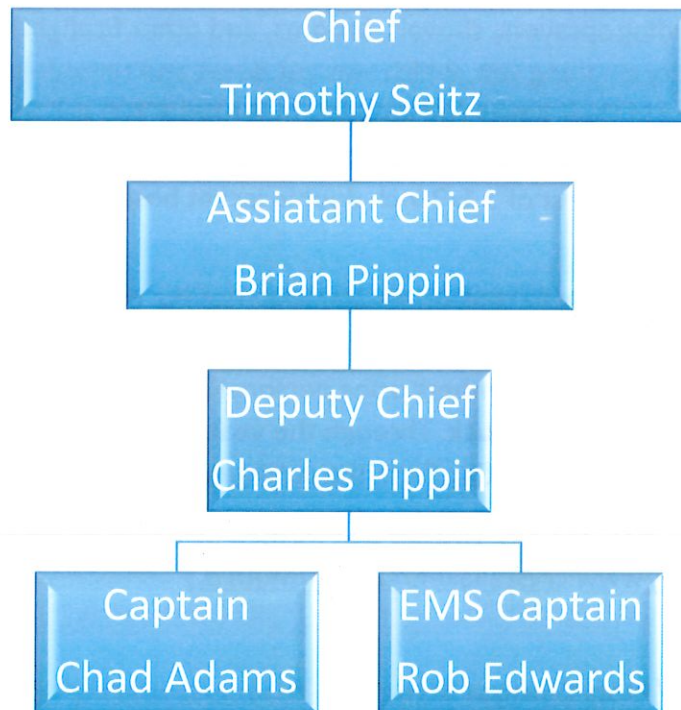 Chief
Timothy Seitz
Assiatant Chief
Brian Pippin
Deputy Chief
Charles Pippin
Captain
Chad Adams
EMS Captain
Rob Edwards